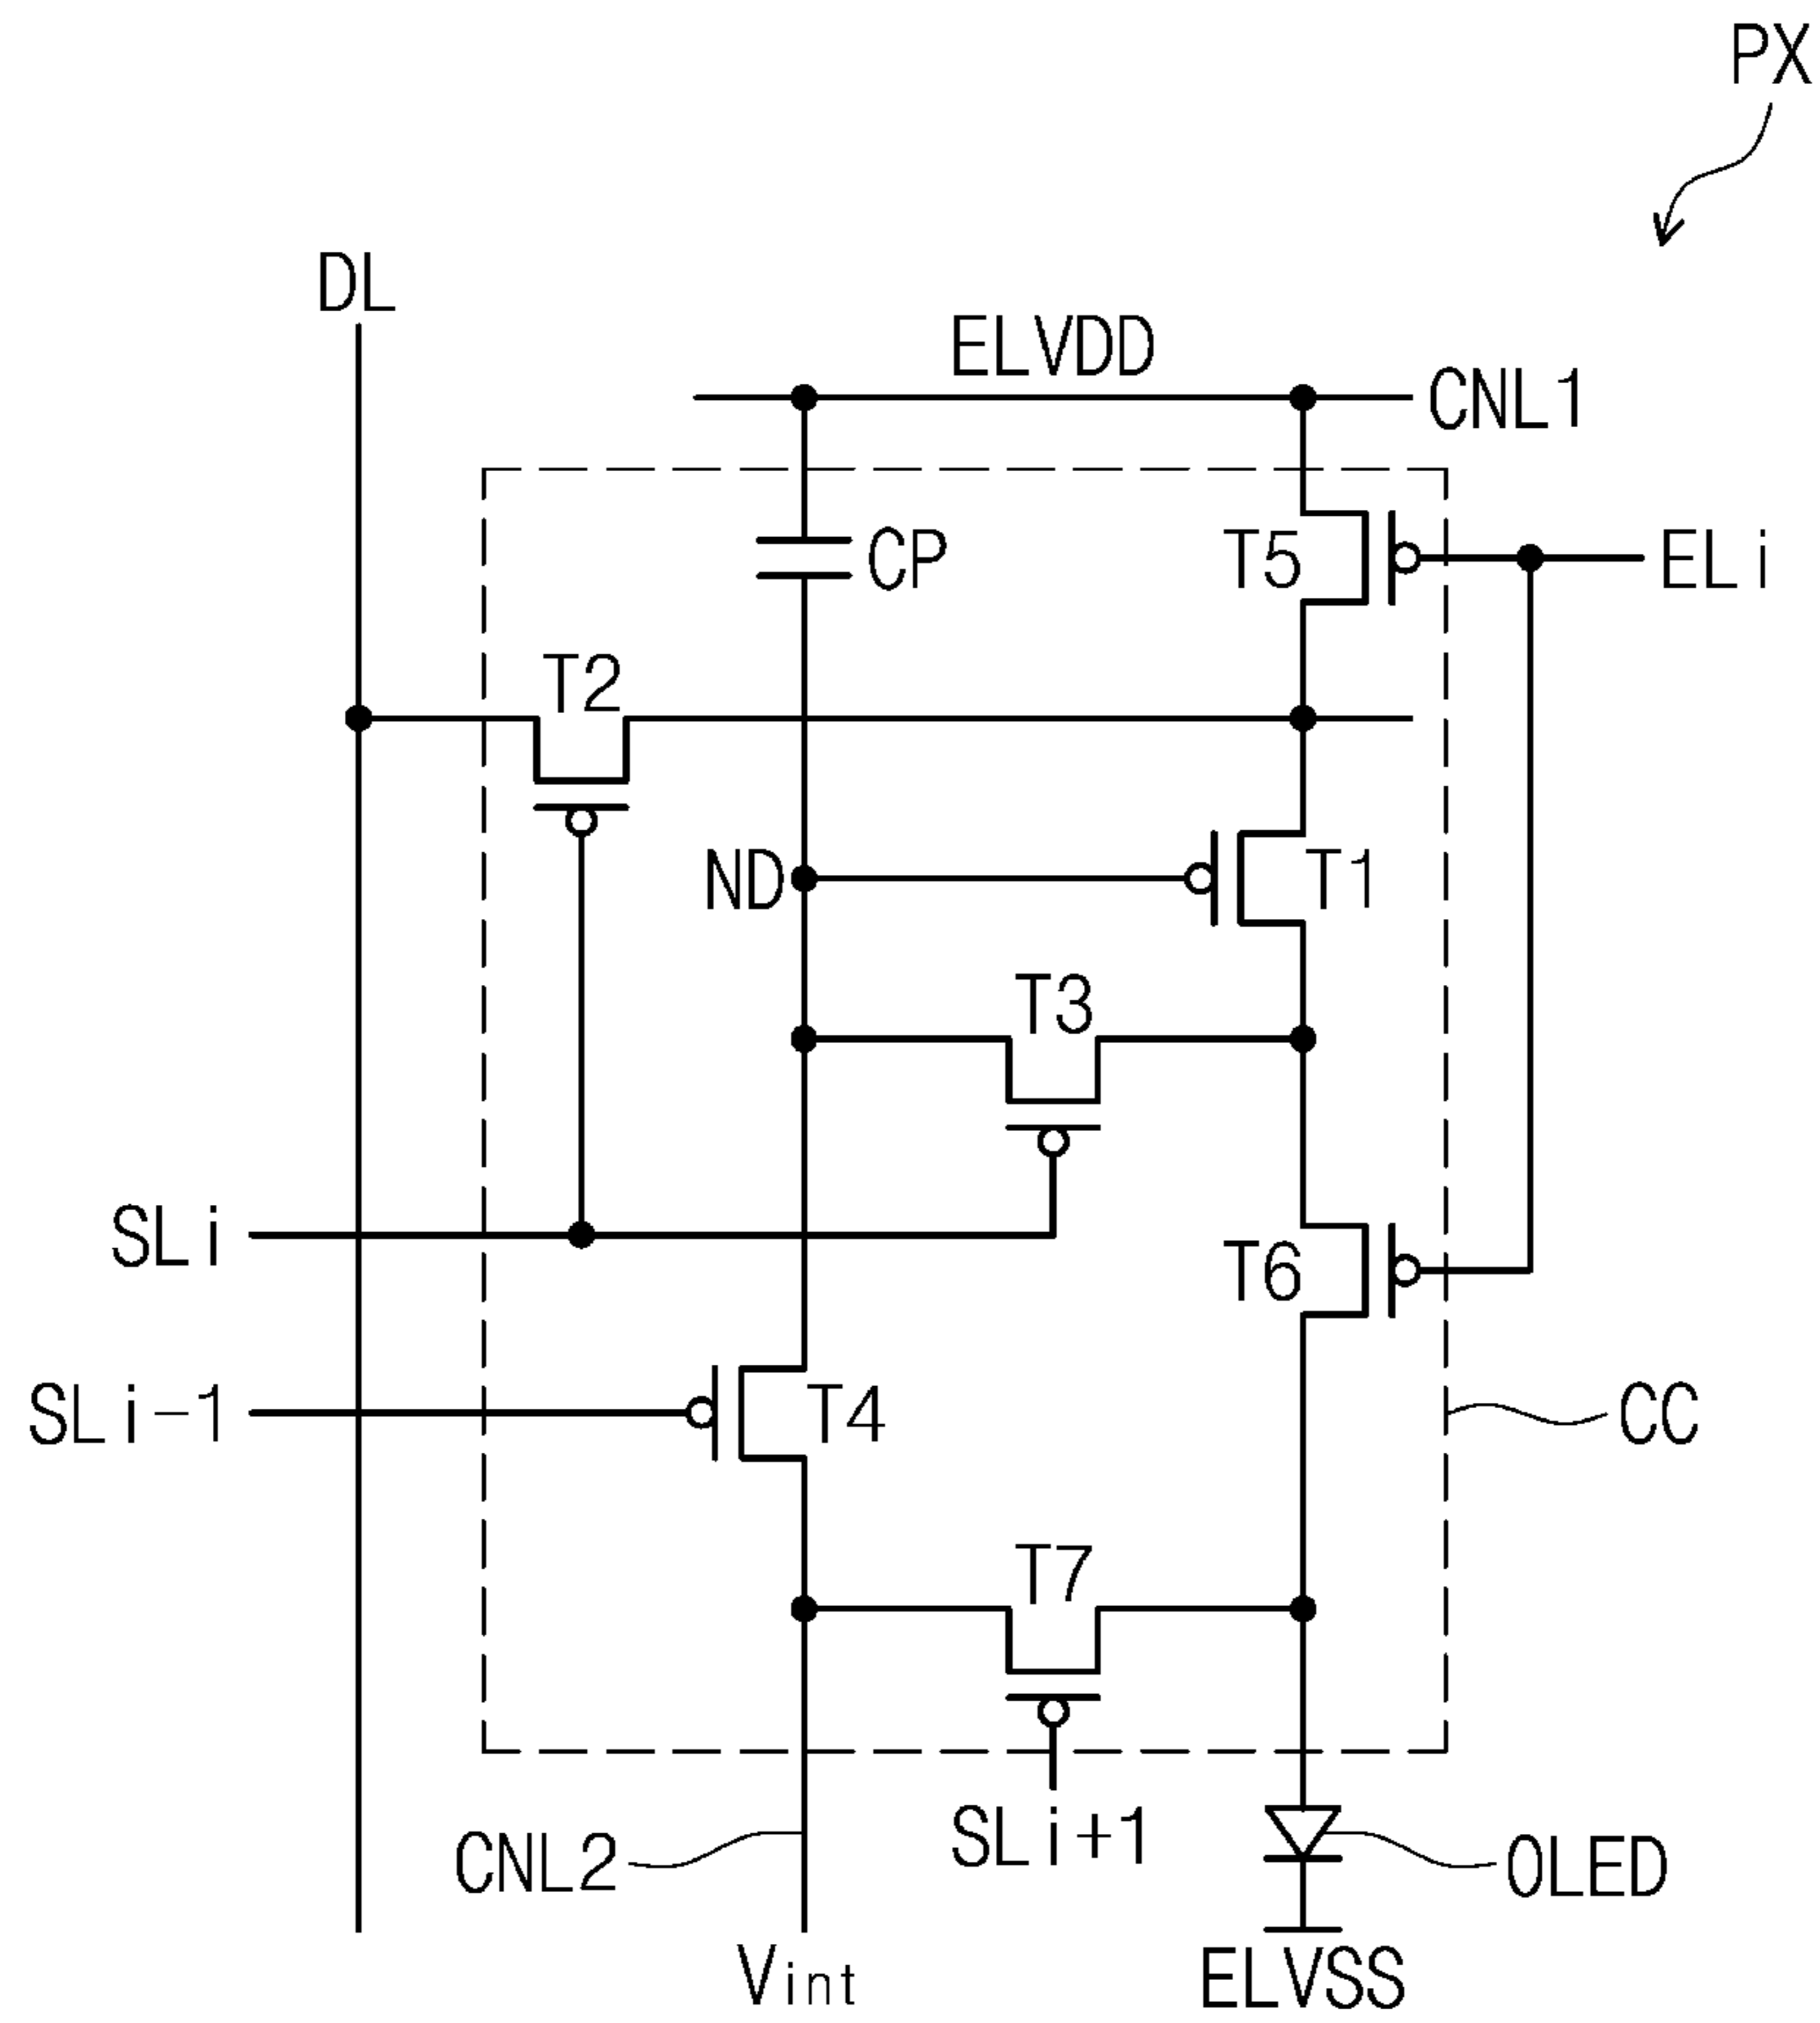 PX
DL
ELVDD
CNL1
CP
T5
ELi
T2
ND
T1
T3
SLi
T6
SLi-1
T4
CC
T7
SLi+1
CNL2
OLED
Vint
ELVSS